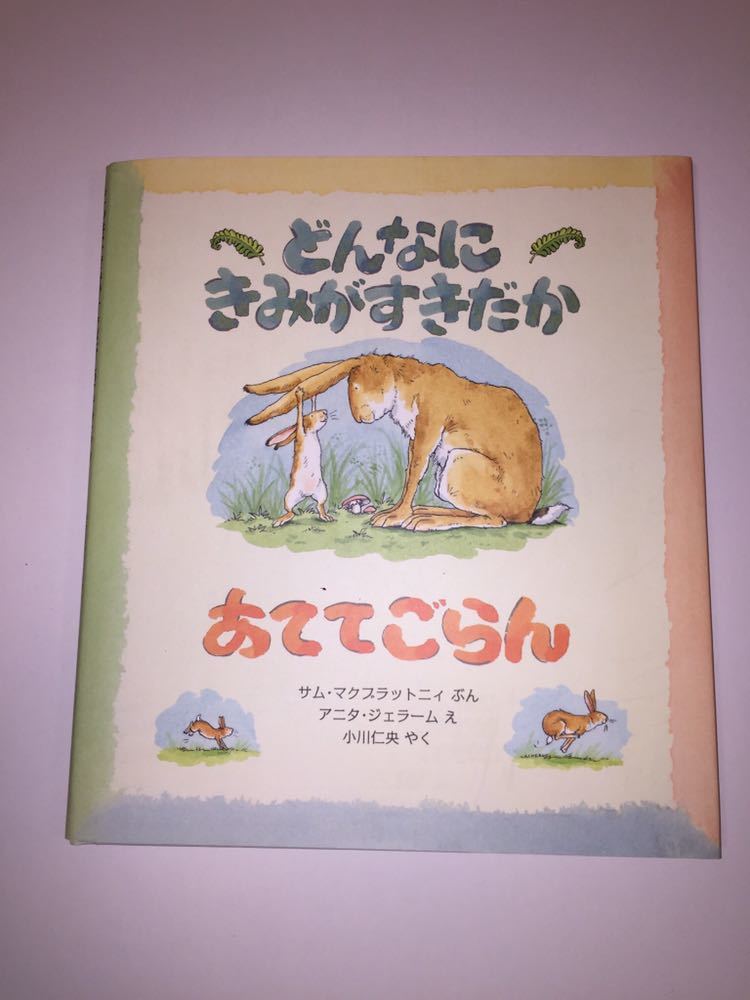 どんなに
きみがすきだか
あててごらん
サム・マクブラットニィ ぶん
アニタ・ジェラーム え
小川仁央 やく